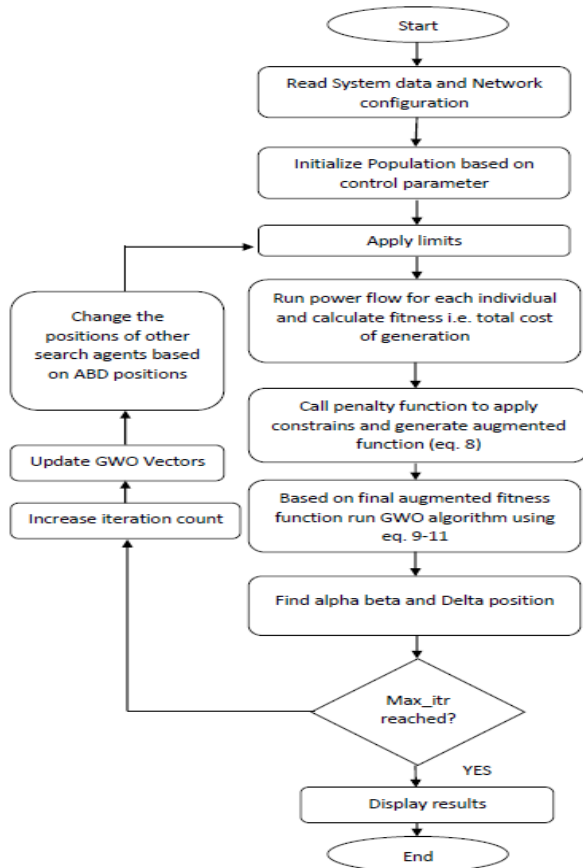 Start
Read System data and Network
configuration
Initialize Population based on
control parameter
Apply limits
Run power flow for each individual
and calculate fitness i.e. total cost
of generation
Call penalty function to apply
constrains and generate augmented
function (eq. 8)
Based on final augmented fitness
function run GWO algorithm using
eq. 9-11
Find alpha beta and Delta position
Max_itr
reached?
YES
Display results
End
Increase iteration count
Update GWO Vectors
Change the
positions of other
search agents based
on ABD positions